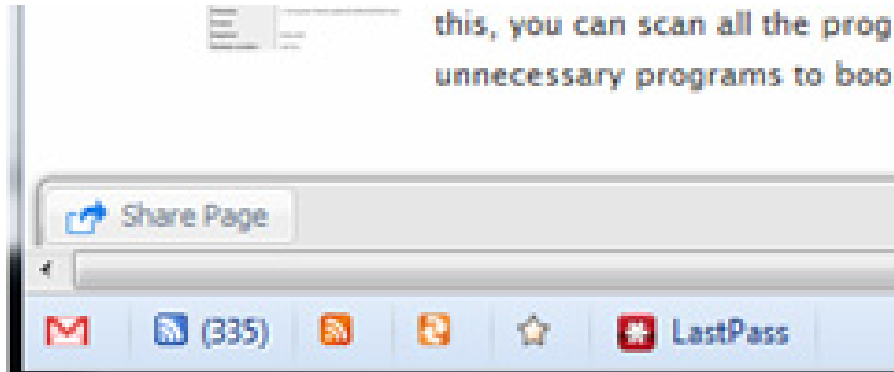 this, you can scan all the prog
unnecessary programs to boo
Share Page
(335)
LastPass